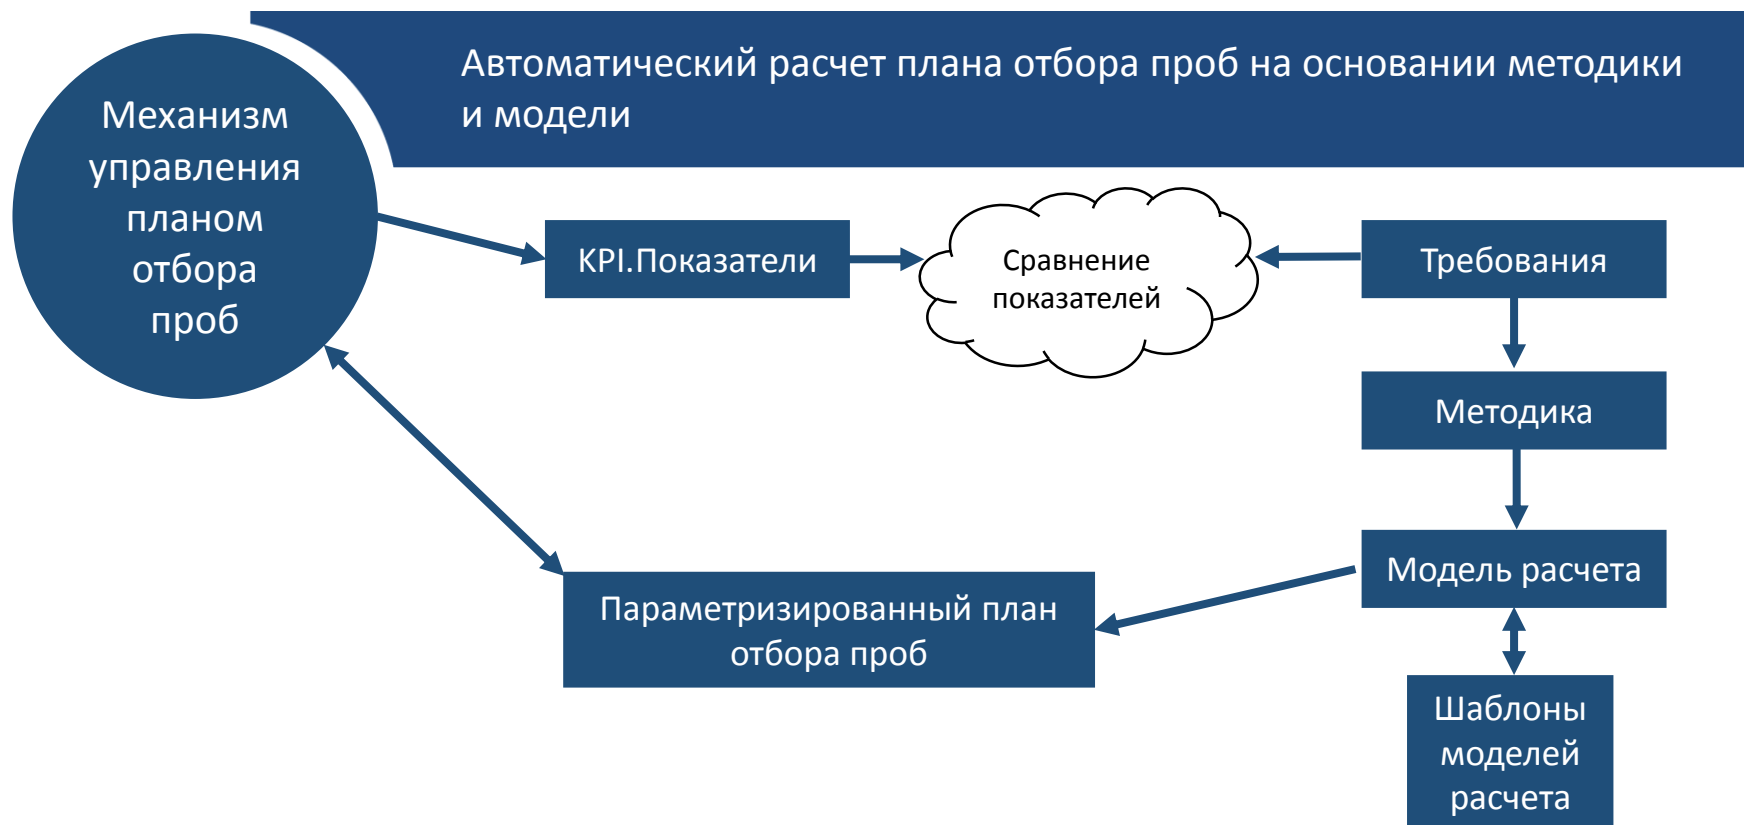 Автоматический расчет плана отбора проб на основании методики
и модели
Механизм
управления
планом
отбора
проб
KPI.Показатели
Сравнение
показателей
Требования
Методика
Модель расчета
Параметризированный план
отбора проб
Шаблоны
моделей
расчета